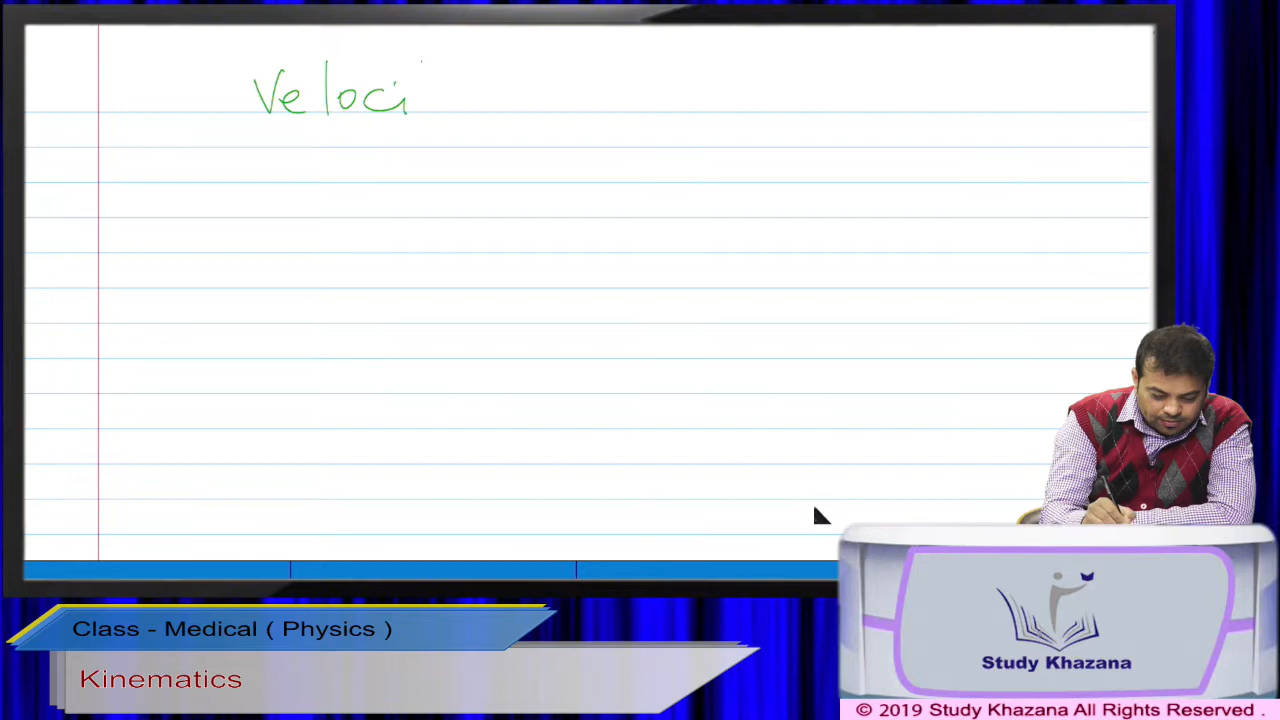 Veloci
Class - Medical ( Physics )
Kinematics
Study Khazana
© 2019 Study Khazana All Rights Reserved .